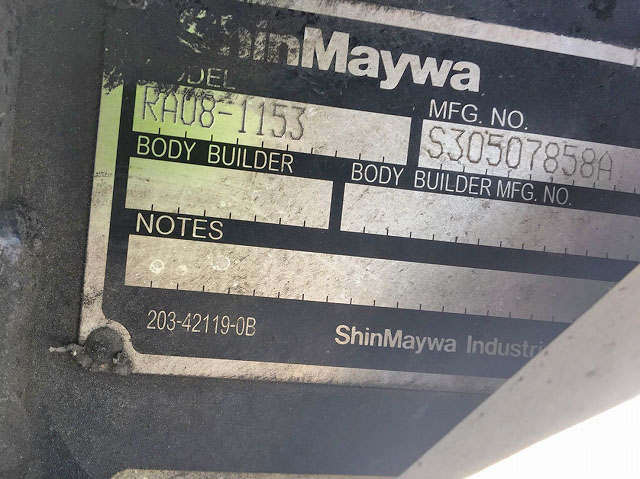 ShinMaywa
MODEL
RA08-1153
MFG. NO.
S30507858A
BODY BUILDER
BODY BUILDER MFG. NO.
NOTES
203-42119-0B
ShinMaywa Industri